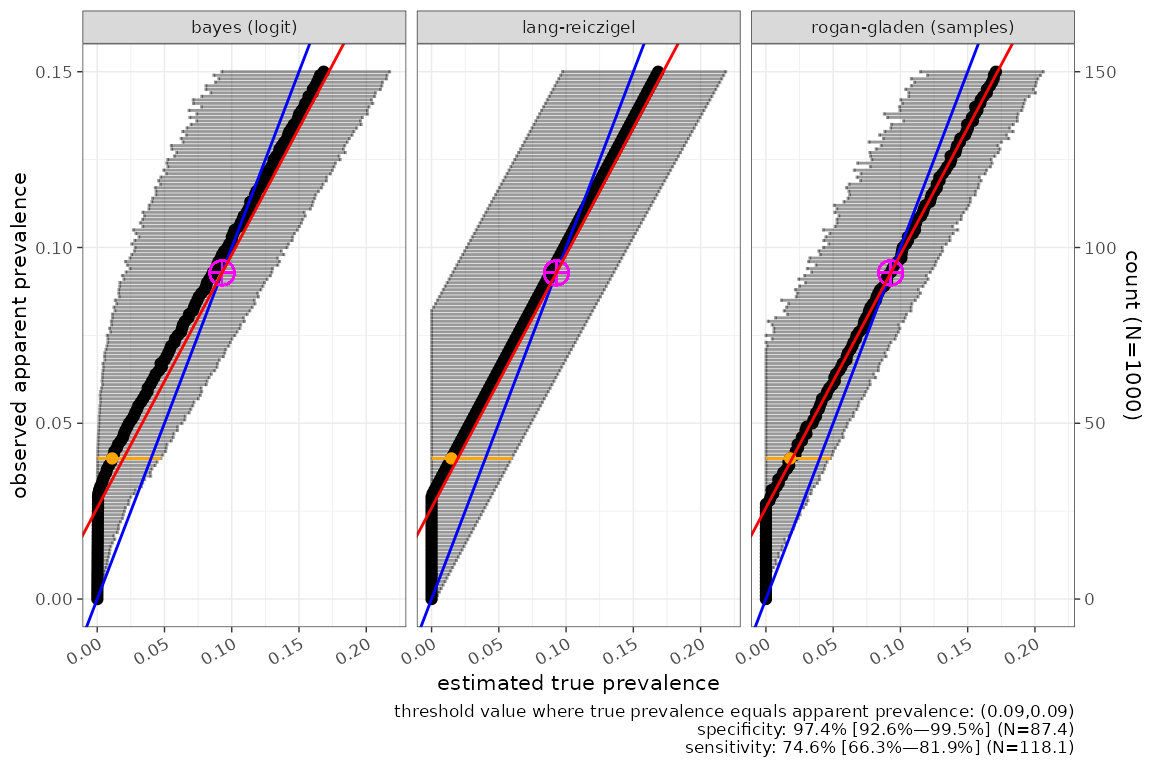 bayes (logit)
lang-reiczigel
rogan-gladen (samples)
observed apparent prevalence
0.15
0.10
0.05
0.00
150
100
50
0
count (N=1000)
0.00 0.05 0.10 0.15 0.20
0.00 0.05 0.10 0.15 0.20
0.00 0.05 0.10 0.15 0.20
estimated true prevalence
threshold value where true prevalence equals apparent prevalence: (0.09,0.09)
specificity: 97.4% [92.6%—99.5%] (N=87.4)
sensitivity: 74.6% [66.3%—81.9%] (N=118.1)